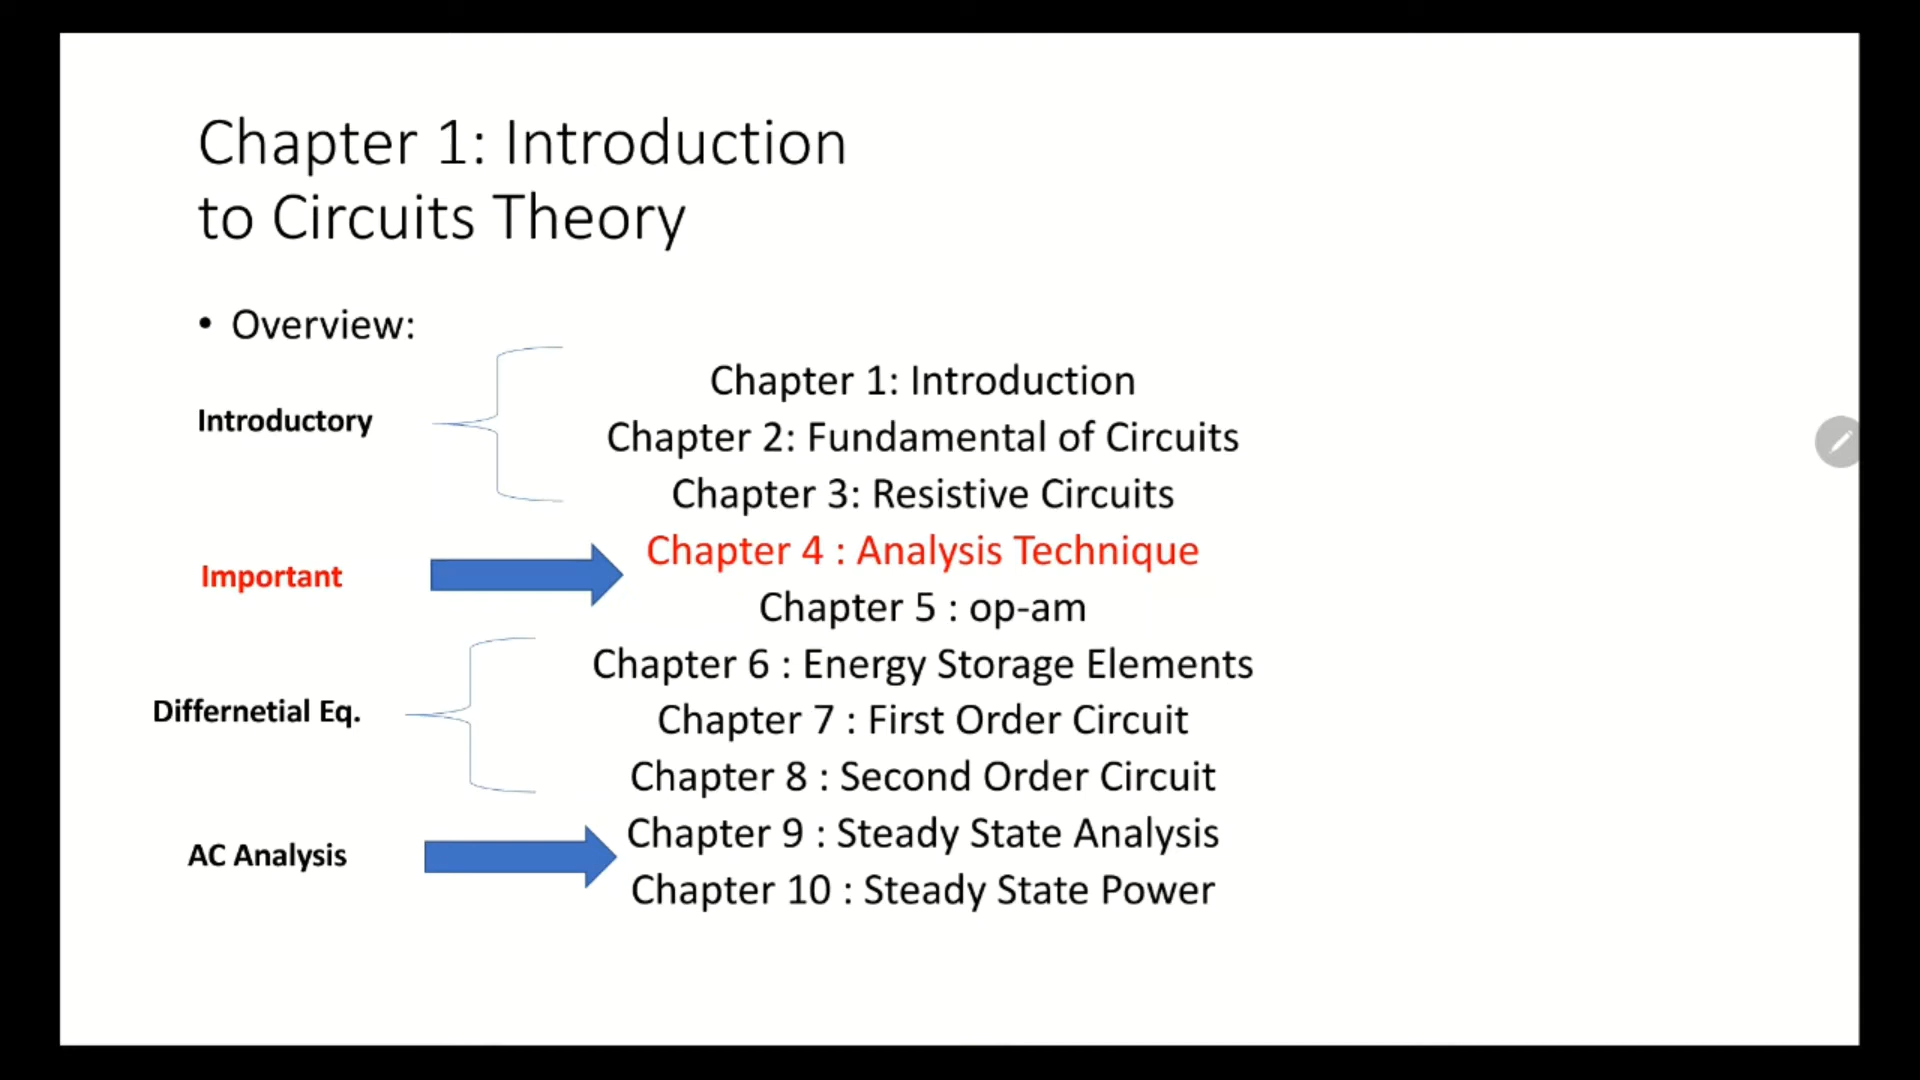 Chapter 1: Introduction
to Circuits Theory
• Overview:
Chapter 1: Introduction
Introductory
Chapter 2: Fundamental of Circuits
Chapter 3: Resistive Circuits
Important
Chapter 4 : Analysis Technique
Chapter 5 : op-am
Chapter 6 : Energy Storage Elements
Differnetial Eq.
Chapter 7 : First Order Circuit
Chapter 8 : Second Order Circuit
AC Analysis
Chapter 9 : Steady State Analysis
Chapter 10 : Steady State Power